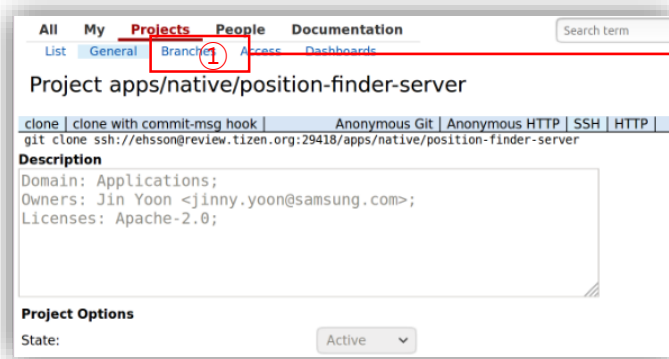 All My Projects People Documentation Search term
List General Branches Access Dashboards
①
Project apps/native/position-finder-server
clone | clone with commit-msg hook | Anonymous Git | Anonymous HTTP | SSH | HTTP |
git clone ssh://ehsson@review.tizen.org:29418/apps/native/position-finder-server
Description
Domain: Applications;
Owners: Jin Yoon <jinny.yoon@samsung.com>;
Licenses: Apache-2.0;
Project Options
State: Active